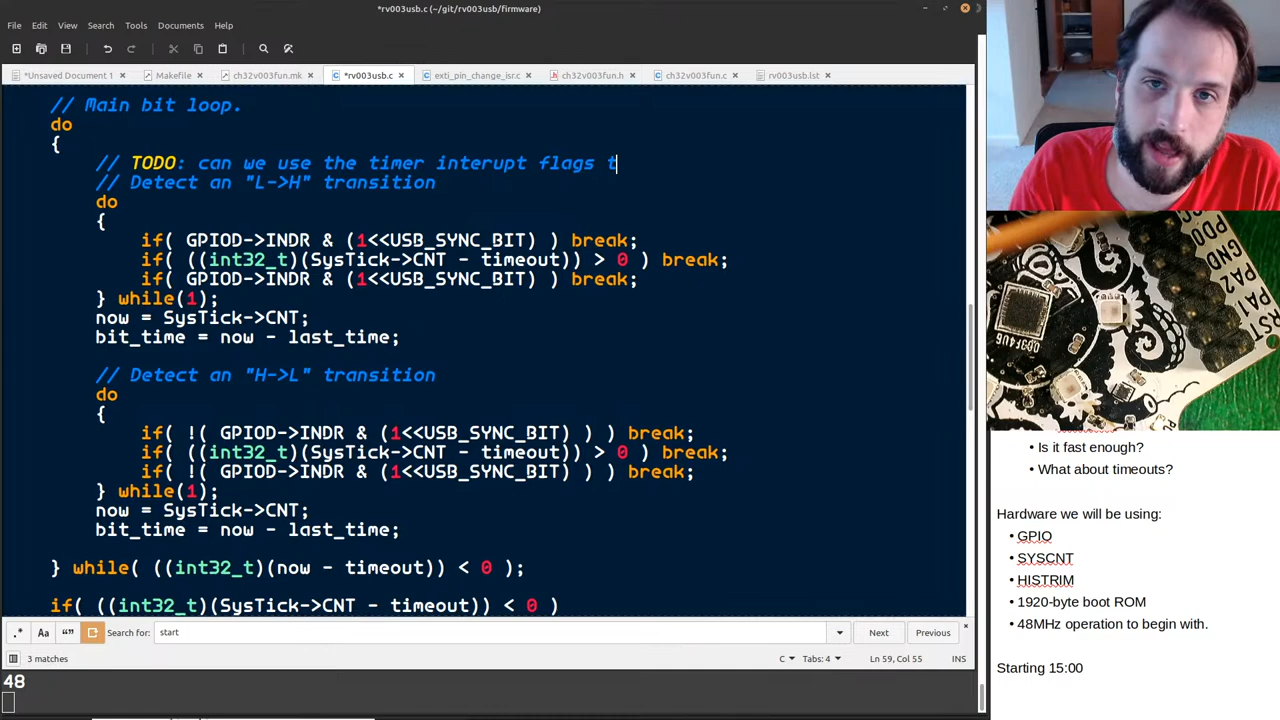 *rv003usb.c (~/git/rv003usb/firmware)
File Edit View Search Tools Documents Help
*Unsaved Document 1 Makefile ch32v003fun.mk *rv003usb.c exti_pin_change_isr.c ch32v003fun.h ch32v003fun.c rv003usb.lst
// Main bit loop.
do
{
// TODO: can we use the timer interupt flags t
// Detect an "L->H" transition
do
{
if( GPIOD->INDR & (1<<USB_SYNC_BIT) ) break;
if( ((int32_t)(SysTick->CNT - timeout)) > 0 ) break;
if( GPIOD->INDR & (1<<USB_SYNC_BIT) ) break;
} while(1);
now = SysTick->CNT;
bit_time = now - last_time;
// Detect an "H->L" transition
do
{
if( !( GPIOD->INDR & (1<<USB_SYNC_BIT) ) ) break;
if( ((int32_t)(SysTick->CNT - timeout)) > 0 ) break;
if( !( GPIOD->INDR & (1<<USB_SYNC_BIT) ) ) break;
} while(1);
now = SysTick->CNT;
bit_time = now - last_time;
} while( ((int32_t)(now - timeout)) < 0 );
if( ((int32_t)(SysTick->CNT - timeout)) < 0 )
.* Aa “” Search for: start Next Previous
3 matches C Tabs: 4 Ln 59, Col 55 INS
48
PD0
GND
PA2
PA1
RST
• Is it fast enough?
• What about timeouts?
Hardware we will be using:
• GPIO
• SYSCNT
• HISTRIM
• 1920-byte boot ROM
• 48MHz operation to begin with.
Starting 15:00